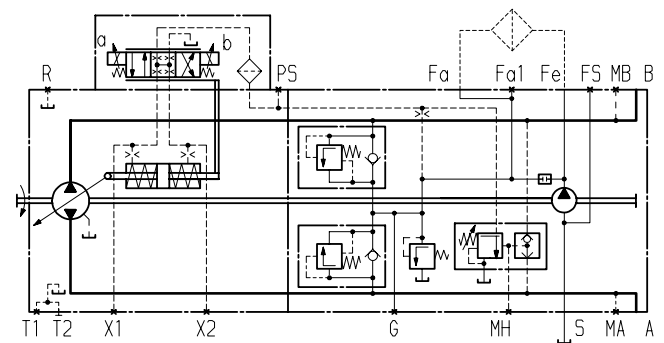 a b
R PS Fa Fa1 Fe FS MB B
T1 T2 X1 X2 G MH S MA A